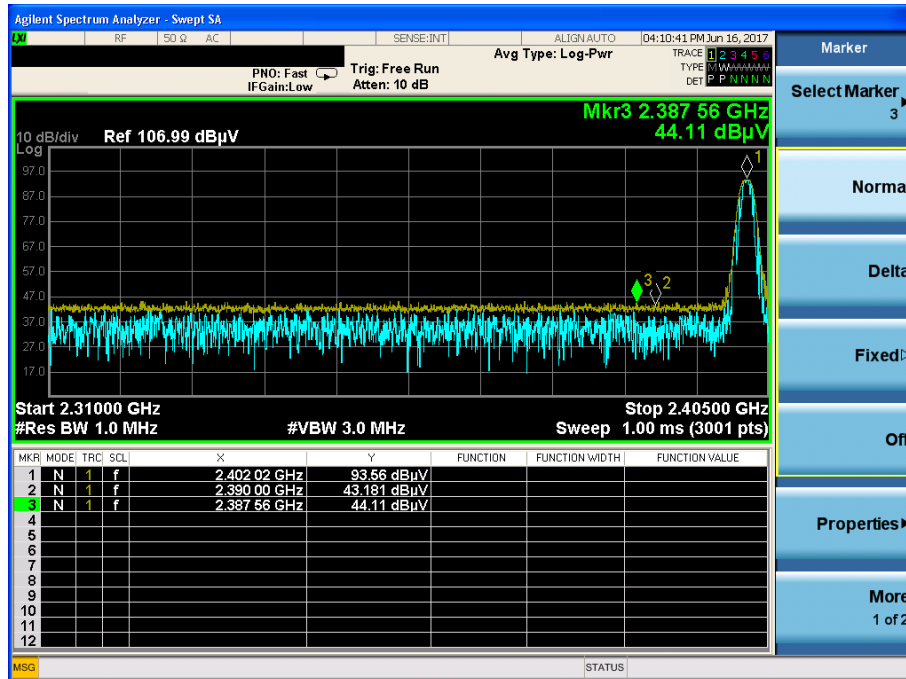 Agilent Spectrum Analyzer - Swept SA
LXI RF 50 Ω AC SENSE:INT ALIGN AUTO 04:10:41 PM Jun 16, 2017
Marker
Avg Type: Log-Pwr
TRACE 1 2 3 4 5 6
TYPE M W W W W W
DET P P N N N N
PNO: Fast
IFGain:Low
Trig: Free Run
Atten: 10 dB
Select Marker
3
Mkr3 2.387 56 GHz
44.11 dBµV
10 dB/div Ref 106.99 dBµV
Log
97.0
87.0
77.0
67.0
57.0
47.0
37.0
27.0
17.0
1
3 2
Norma
Delta
Fixed
Off
Start 2.31000 GHz Stop 2.40500 GHz
#Res BW 1.0 MHz #VBW 3.0 MHz Sweep 1.00 ms (3001 pts)
MKR MODE TRC SCL X Y FUNCTION FUNCTION WIDTH FUNCTION VALUE
1 N 1 f 2.402 02 GHz 93.56 dBµV
2 N 1 f 2.390 00 GHz 43.181 dBµV
3 N 1 f 2.387 56 GHz 44.11 dBµV
4
5
6
7
8
9
10
11
12
Properties
More
1 of 2
MSG STATUS